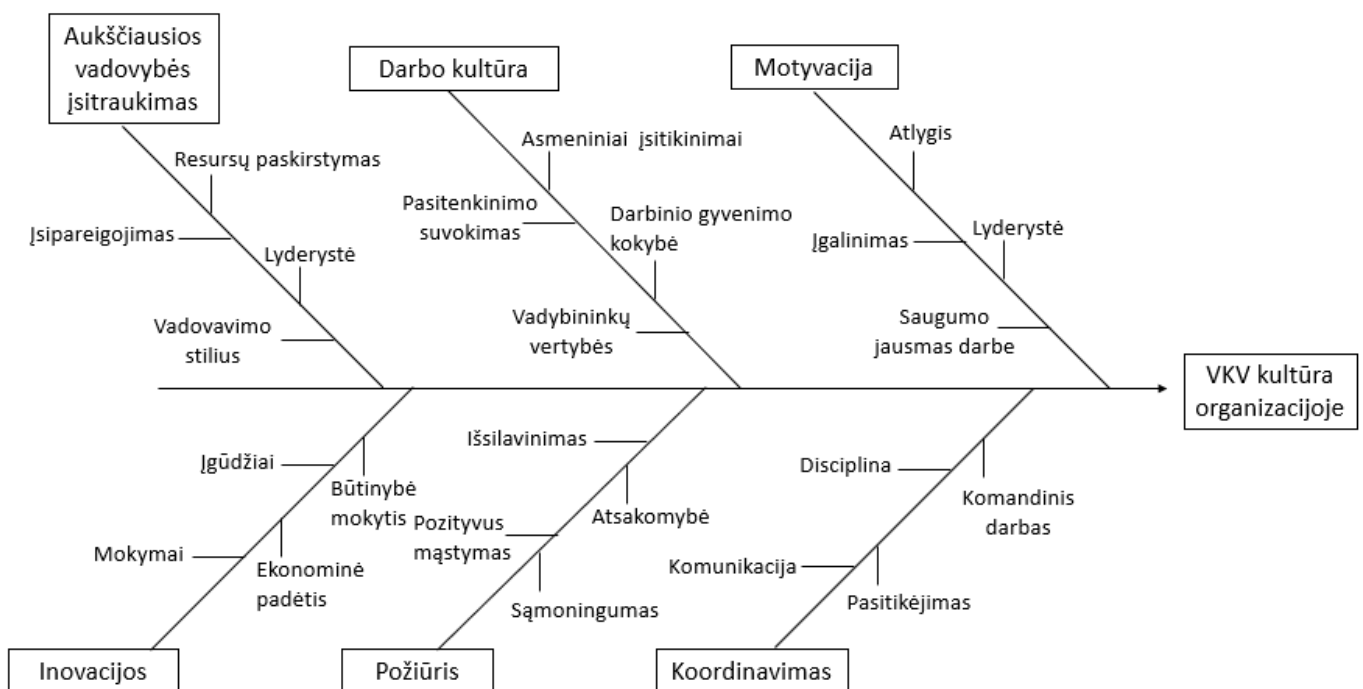 Aukščiausios
vadovybės
įsitraukimas
Darbo kultūra
Motyvacija
Resursų paskirstymas
Įsipareigojimas
Lyderystė
Vadovavimo
stilius
Asmeniniai įsitikinimai
Pasitenkinimo
suvokimas
Darbinio gyvenimo
kokybė
Vadybininkų
vertybės
Atlygis
Įgalinimas
Lyderystė
Saugumo
jausmas darbe
VKV kultūra
organizacijoje
Įgūdžiai
Būtinybė
mokytis
Mokymai
Ekonominė
padėtis
Išsilavinimas
Atsakomybė
Pozityvus
mąstymas
Sąmoningumas
Disciplina
Komandinis
darbas
Komunikacija
Pasitikėjimas
Inovacijos
Požiūris
Koordinavimas